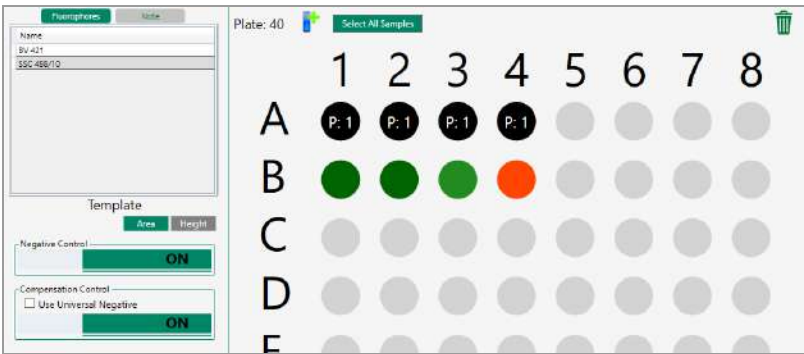 Fluorophores Note
Name
BV 421
SSC 488/10
Template
Area Height
Negative Control
ON
Compensation Control
Use Universal Negative
ON
Plate: 40 Select All Samples
1 2 3 4 5 6 7 8
A P: 1 P: 1 P: 1 P: 1
B
C
D
E